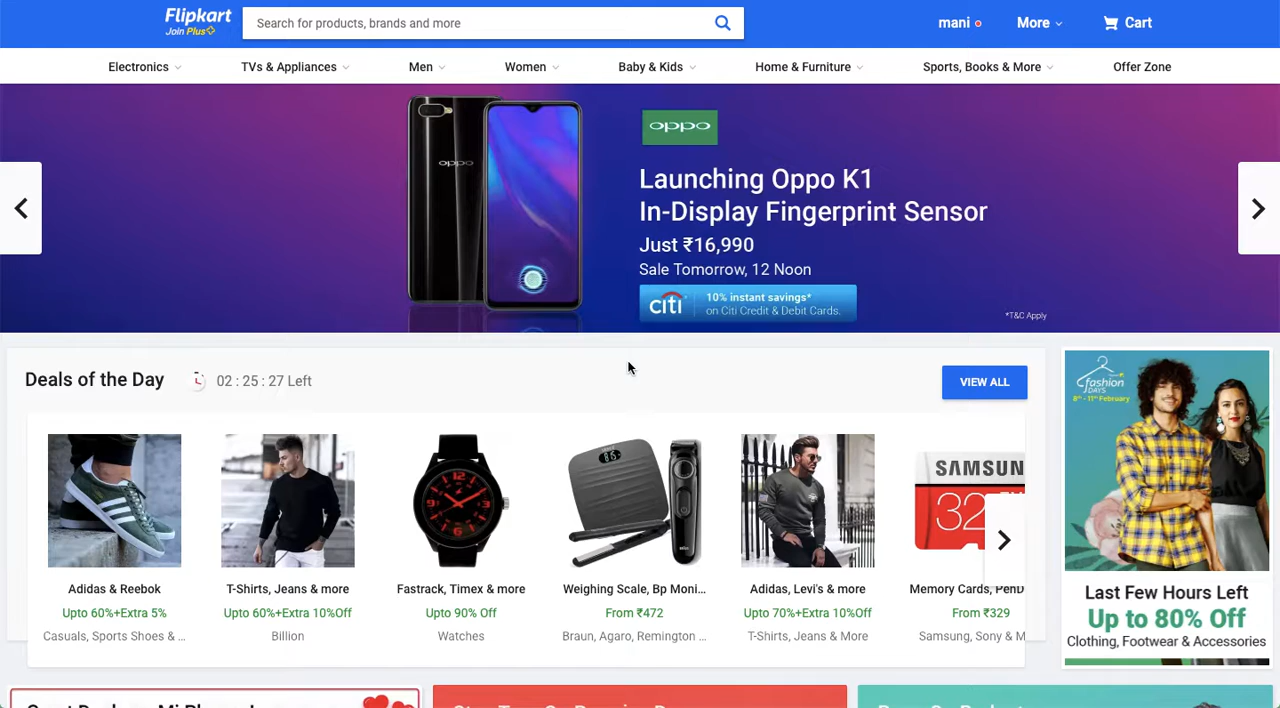 Flipkart
Join Plus
Search for products, brands and more
mani
More
Cart
Electronics
TVs & Appliances
Men
Women
Baby & Kids
Home & Furniture
Sports, Books & More
Offer Zone
oppo
oppo
Launching Oppo K1
In-Display Fingerprint Sensor
Just ₹16,990
Sale Tomorrow, 12 Noon
citi
10% instant savings*
on Citi Credit & Debit Cards.
*T&C Apply
Deals of the Day
02 : 25 : 27 Left
VIEW ALL
Adidas & Reebok
Upto 60%+Extra 5%
Casuals, Sports Shoes & ...
T-Shirts, Jeans & more
Upto 60%+Extra 10%Off
Billion
Fastrack, Timex & more
Upto 90% Off
Watches
Weighing Scale, Bp Moni...
From ₹472
Braun, Agaro, Remington ...
Adidas, Levi's & more
Upto 70%+Extra 10%Off
T-Shirts, Jeans & More
SAMSUN
32
Memory Cards, PenD
From ₹329
Samsung, Sony & M
fashion
DAYS
8th - 11th February
Last Few Hours Left
Up to 80% Off
Clothing, Footwear & Accessories